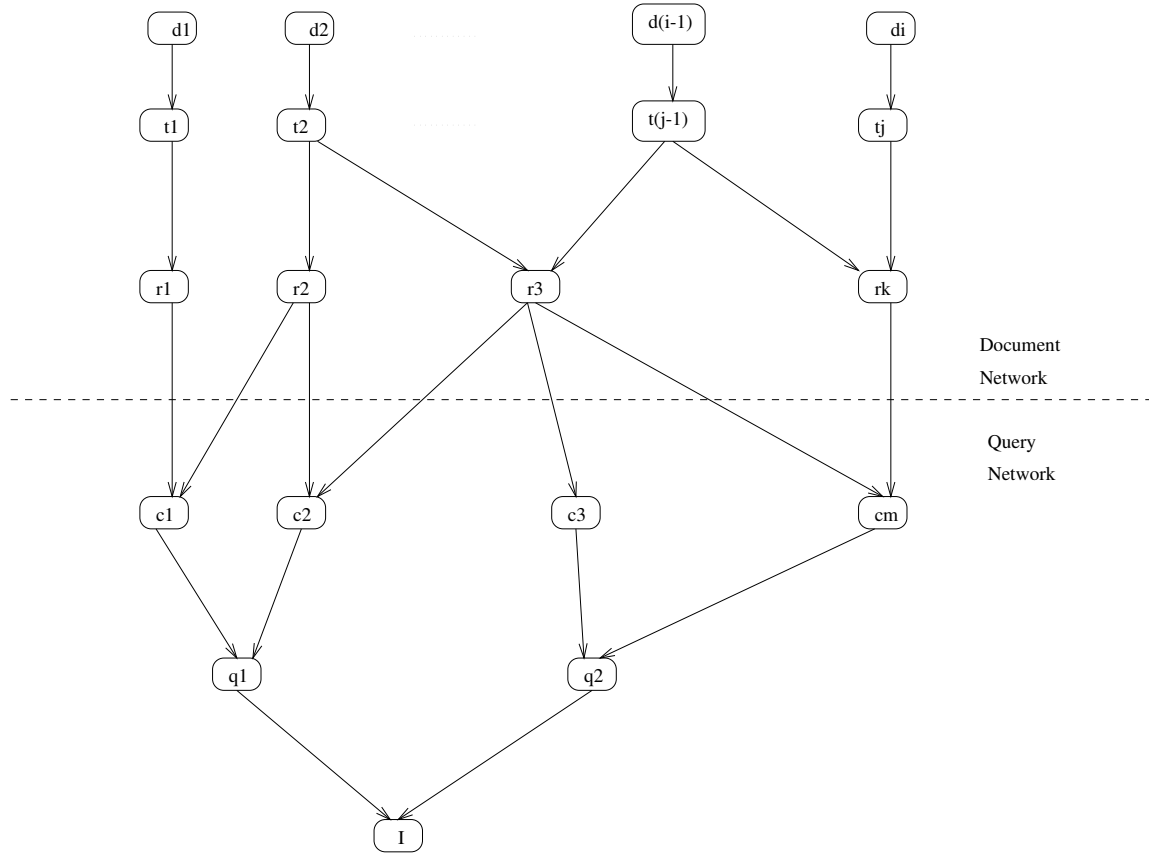 d1
d2
d(i-1)
di
t1
t2
t(j-1)
tj
r1
r2
r3
rk
Document
Network
Query
Network
c1
c2
c3
cm
q1
q2
I